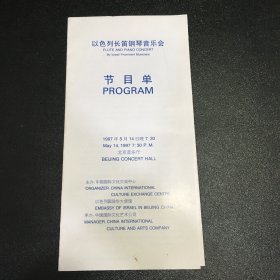 以色列长笛钢琴音乐会
FLUTE AND PIANO CONCERT
By Israel Prominent Musicians
节目单
PROGRAM
1997年5月14日晚7:30
May 14, 1997 7:30 P.M.
北京音乐厅
BEIJING CONCERT HALL
主办:中国国际文化交流中心
ORGANIZER: CHINA INTERNATIONAL
CULTURE EXCHANGE CENTRE
以色列国驻华大使馆
EMBASSY OF ISRAEL IN BEIJING CHINA
承办:中国国际文化艺术公司
MANAGER: CHINA INTERNATIONAL
CULTURE AND ARTS COMPANY